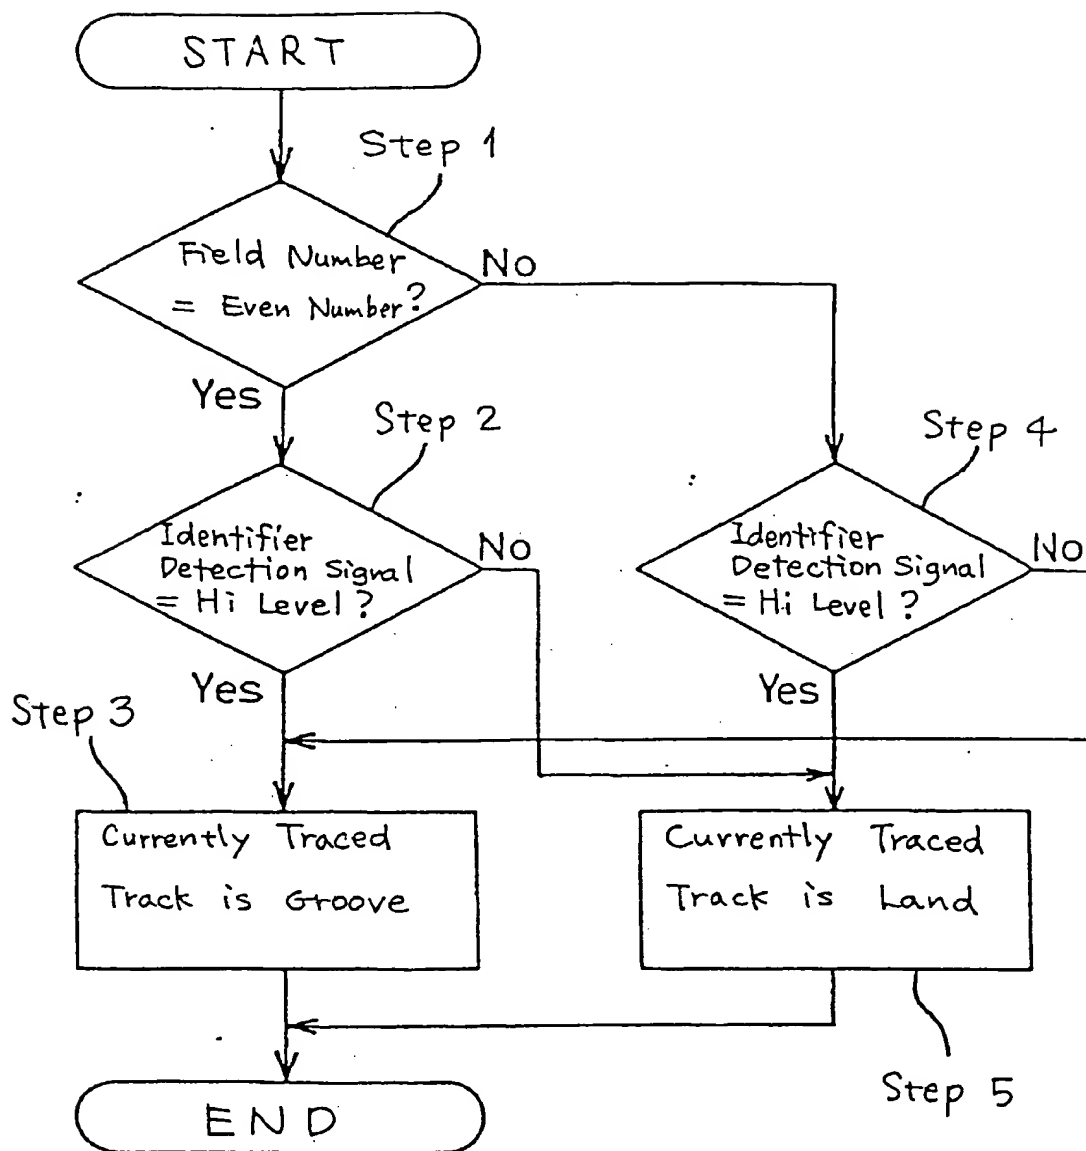 START
Step 1
Field Number
= Even Number?
No
Yes
Step 2
Identifier
Detection Signal
= Hi Level ?
No
Yes
Step 4
Identifier
Detection Signal
= Hi Level ?
No
Yes
Step 3
Currently Traced
Track is Groove
Currently Traced
Track is Land
Step 5
END